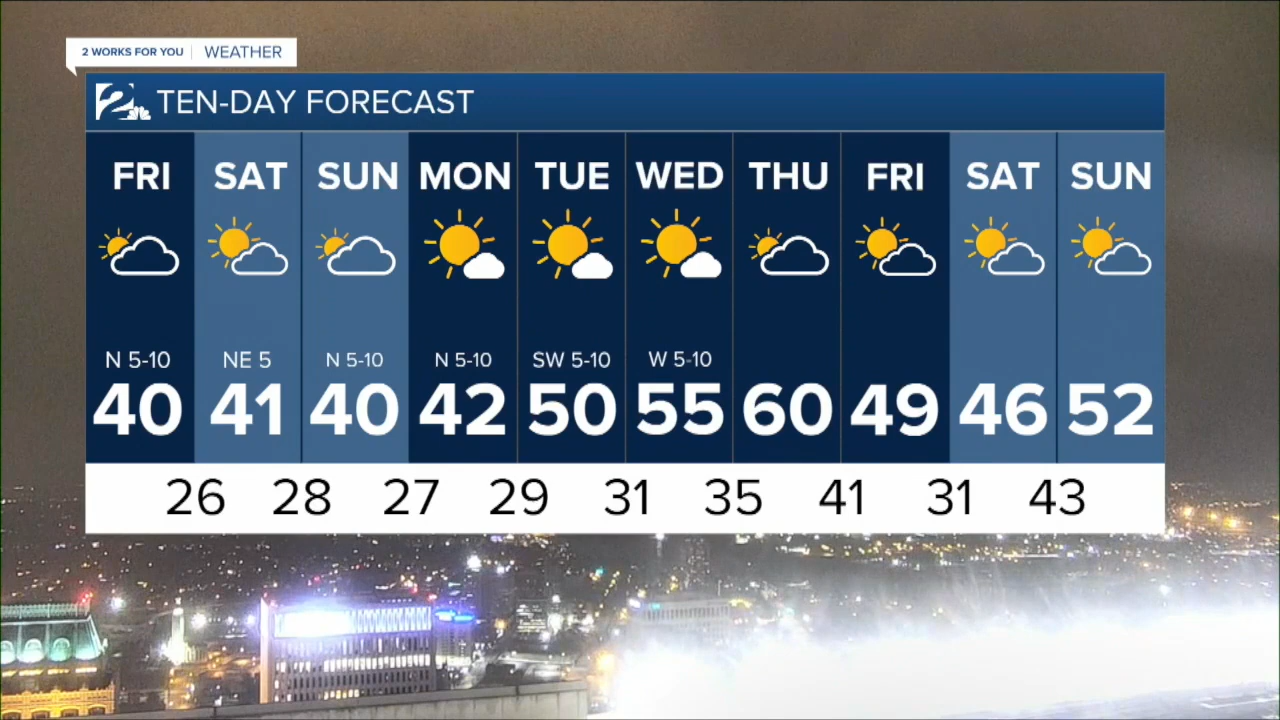 2 WORKS FOR YOU | WEATHER
2 TEN-DAY FORECAST
FRI SAT SUN MON TUE WED THU FRI SAT SUN
N 5-10 NE 5 N 5-10 N 5-10 SW 5-10 W 5-10
40 41 40 42 50 55 60 49 46 52
26 28 27 29 31 35 41 31 43